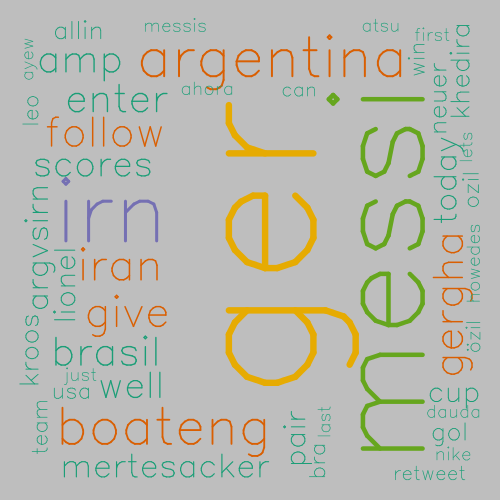 allin
messis
atsu
ayew
amp
argentina
win
first
khedira
neuer
leo
enter
ahora
can
follow
scores
lets
today
ger
messi
irn
argvsirn
ozil
iran
lionel
gergha
howedes
give
kroos
brasil
özil
just
usa
well
cup
dauda
team
boateng
pair
last
gol
bra
mertesacker
nike
retweet